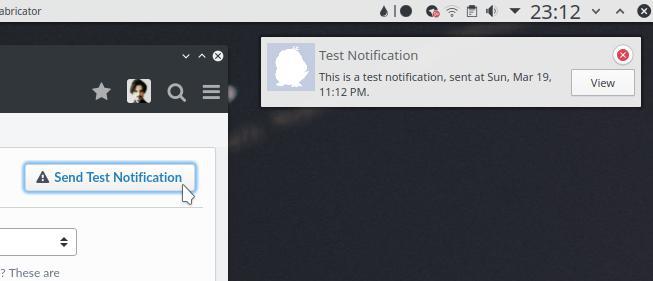 abricator
23:12
Test Notification
This is a test notification, sent at Sun, Mar 19,
11:12 PM.
View
Send Test Notification
? These are